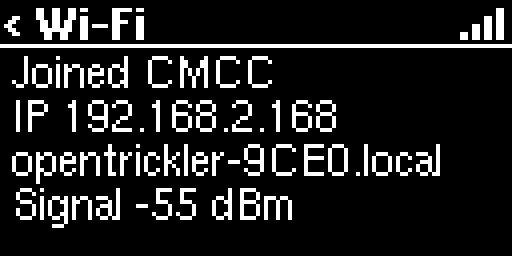 < Wi-Fi
Joined CMCC
IP 192.168.2.168
opentrickler-9CE0.local
Signal -55 dBm